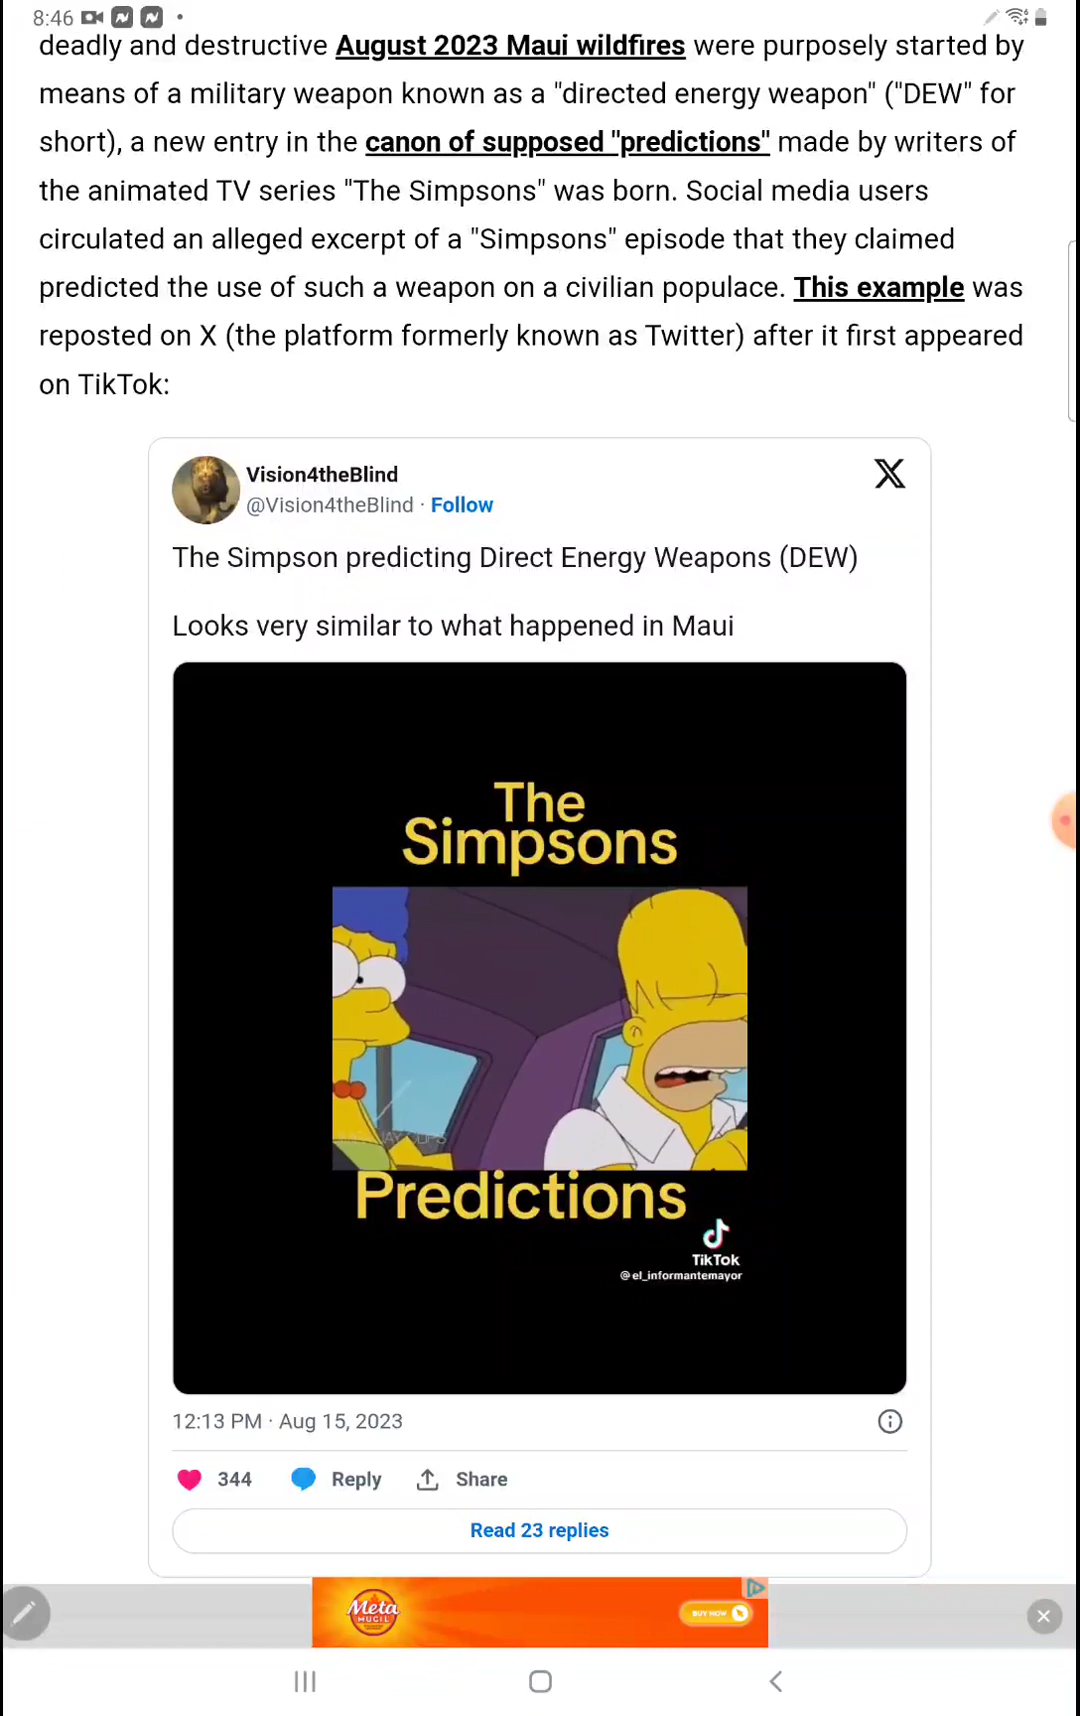 8:46
deadly and destructive August 2023 Maui wildfires were purposely started by
means of a military weapon known as a "directed energy weapon" ("DEW" for
short), a new entry in the canon of supposed "predictions" made by writers of
the animated TV series "The Simpsons" was born. Social media users
circulated an alleged excerpt of a "Simpsons" episode that they claimed
predicted the use of such a weapon on a civilian populace. This example was
reposted on X (the platform formerly known as Twitter) after it first appeared
on TikTok:
Vision4theBlind
@Vision4theBlind · Follow
The Simpson predicting Direct Energy Weapons (DEW)
Looks very similar to what happened in Maui
The
Simpsons
Predictions
TikTok
@el_informantemayor
12:13 PM · Aug 15, 2023
344 Reply Share
Read 23 replies
Meta
MUCIL
BUY NOW